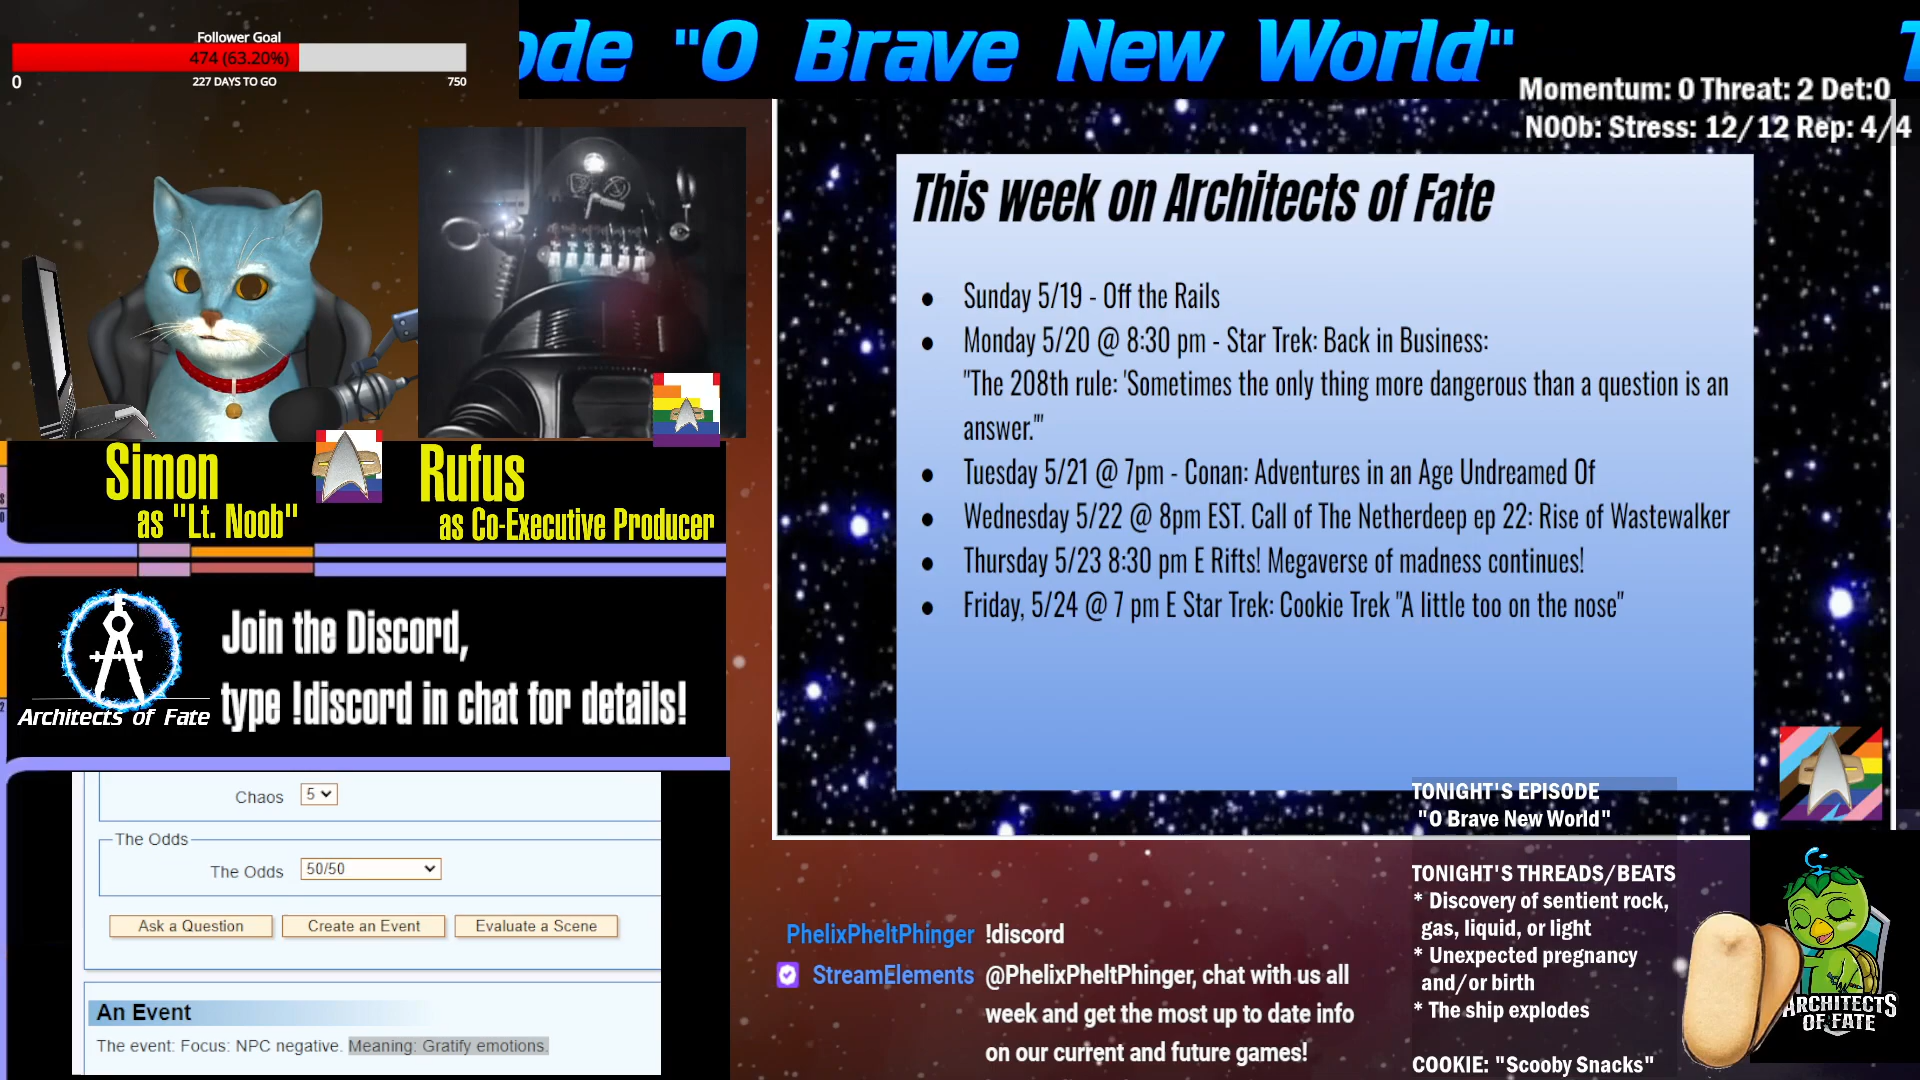 Follower Goal
474 (63.20%)
0
227 DAYS TO GO
750
ode "O Brave New World"
Momentum: 0 Threat: 2 Det:0
N00b: Stress: 12/12 Rep: 4/4
This week on Architects of Fate
• Sunday 5/19 - Off the Rails
• Monday 5/20 @ 8:30 pm - Star Trek: Back in Business:
"The 208th rule: 'Sometimes the only thing more dangerous than a question is an
answer.'"
• Tuesday 5/21 @ 7pm - Conan: Adventures in an Age Undreamed Of
• Wednesday 5/22 @ 8pm EST. Call of The Netherdeep ep 22: Rise of Wastewalker
• Thursday 5/23 8:30 pm E Rifts! Megaverse of madness continues!
• Friday, 5/24 @ 7 pm E Star Trek: Cookie Trek "A little too on the nose"
Simon
as "Lt. Noob"
Rufus
as Co-Executive Producer
Join the Discord,
type !discord in chat for details!
Architects of Fate
Chaos
5
The Odds
The Odds
50/50
Ask a Question
Create an Event
Evaluate a Scene
An Event
The event: Focus: NPC negative. Meaning: Gratify emotions.
PhelixPheltPhinger !discord
StreamElements @PhelixPheltPhinger, chat with us all
week and get the most up to date info
on our current and future games!
TONIGHT'S EPISODE
"O Brave New World"
TONIGHT'S THREADS/BEATS
* Discovery of sentient rock,
gas, liquid, or light
* Unexpected pregnancy
and/or birth
* The ship explodes
COOKIE: "Scooby Snacks"
ARCHITECTS
OF FATE